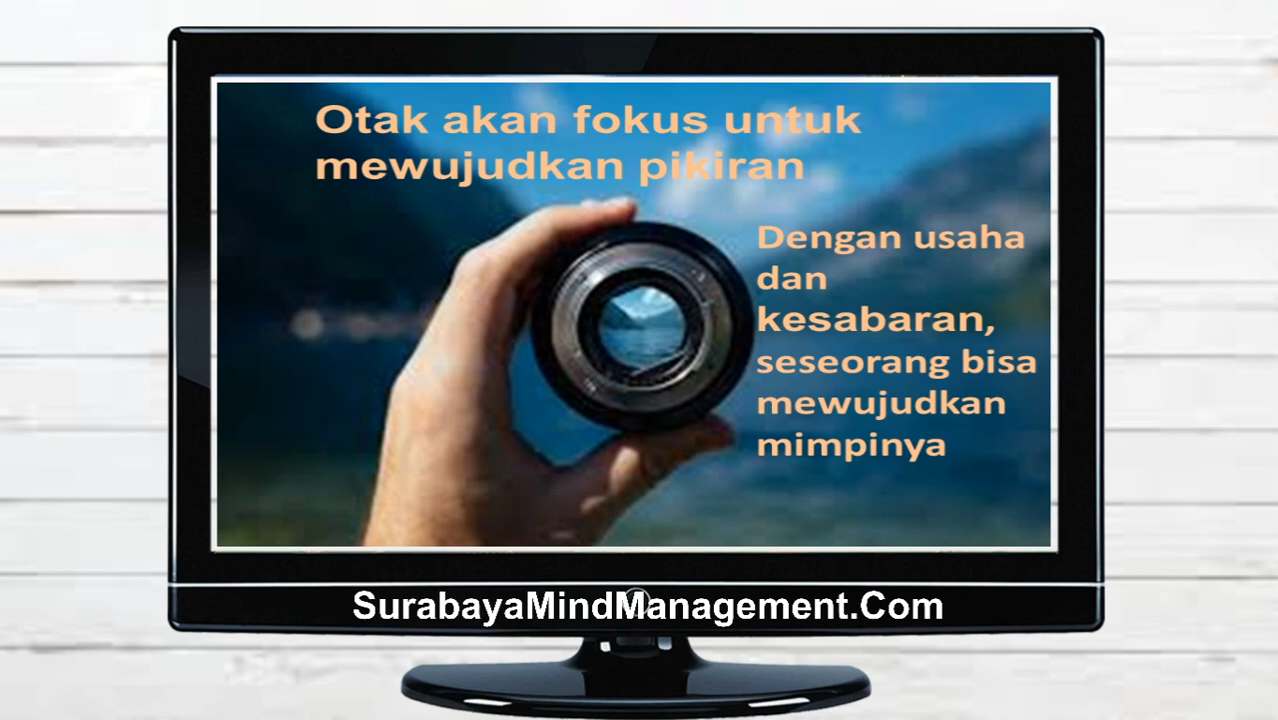 Otak akan fokus untuk
mewujudkan pikiran
Dengan usaha
dan
kesabaran,
seseorang bisa
mewujudkan
mimpinya
SurabayaMindManagement.Com